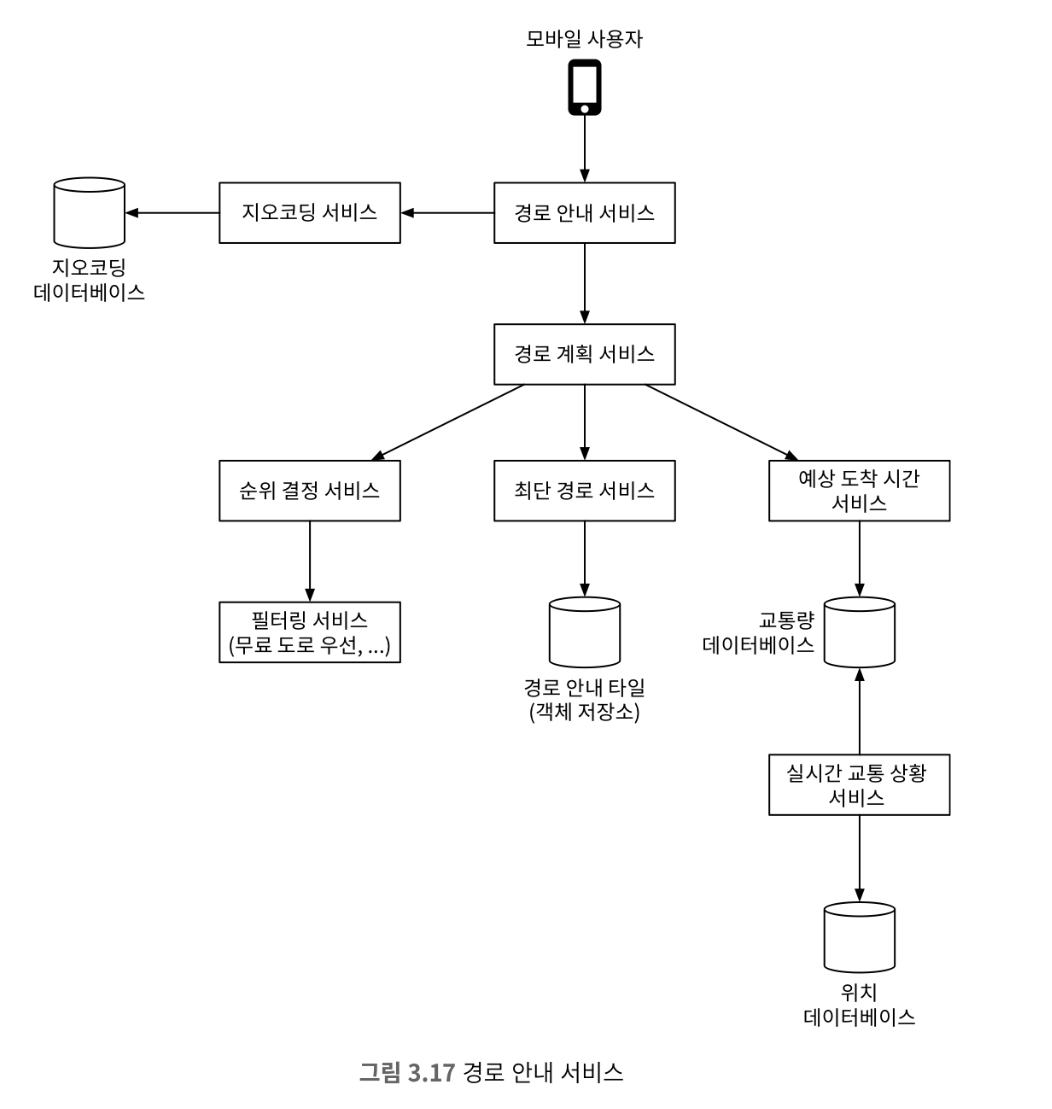 모바일 사용자
지오코딩 서비스
경로 안내 서비스
지오코딩
데이터베이스
경로 계획 서비스
순위 결정 서비스
최단 경로 서비스
예상 도착 시간
서비스
필터링 서비스
(무료 도로 우선, ...)
교통량
데이터베이스
경로 안내 타일
(객체 저장소)
실시간 교통 상황
서비스
위치
데이터베이스
그림 3.17 경로 안내 서비스